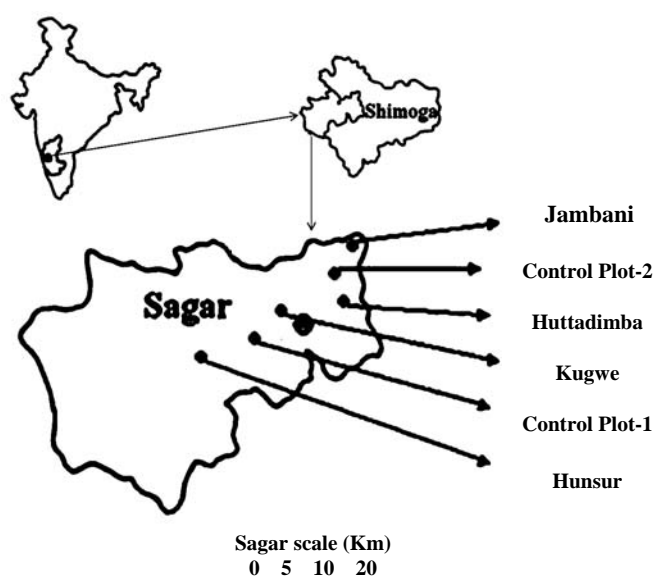 Shimoga
Jambani
Control Plot-2
Sagar
Huttadimba
Kugwe
Control Plot-1
Hunsur
Sagar scale (Km)
0 5 10 20